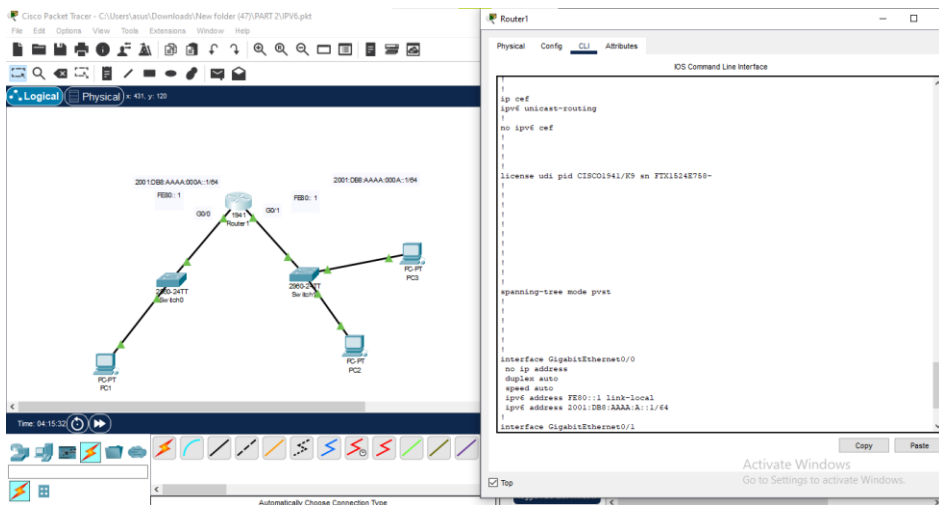 Cisco Packet Tracer - C:\Users\asus\Downloads\New folder (47)\PART 2\IPV6.pkt
File Edit Options View Tools Extensions Window Help
Logical Physical x: 431, y: 120
2001:DB8:AAAA:000A::1/64
FE80:: 1
2001:DB8:AAAA:000A::1/64
FE80:: 1
G0/0
G0/1
1941
Router1
2960-24TT
Switch0
2960-24TT
PC-PT
PC3
PC-PT
PC1
PC-PT
PC2
Time: 04:15:32
Automatically Choose Connection Type
Router1
Physical Config CLI Attributes
IOS Command Line Interface
!
!
ip cef
ipv6 unicast-routing
!
no ipv6 cef
!
!
!
!
license udi pid CISCO1941/K9 sn FTX1524E758-
!
!
!
!
!
!
!
!
!
!
!
spanning-tree mode pvst
!
!
!
!
!
!
interface GigabitEthernet0/0
no ip address
duplex auto
speed auto
ipv6 address FE80::1 link-local
ipv6 address 2001:DB8:AAAA:A::1/64
!
interface GigabitEthernet0/1
Copy Paste
Activate Windows
Go to Settings to activate Windows.
Top